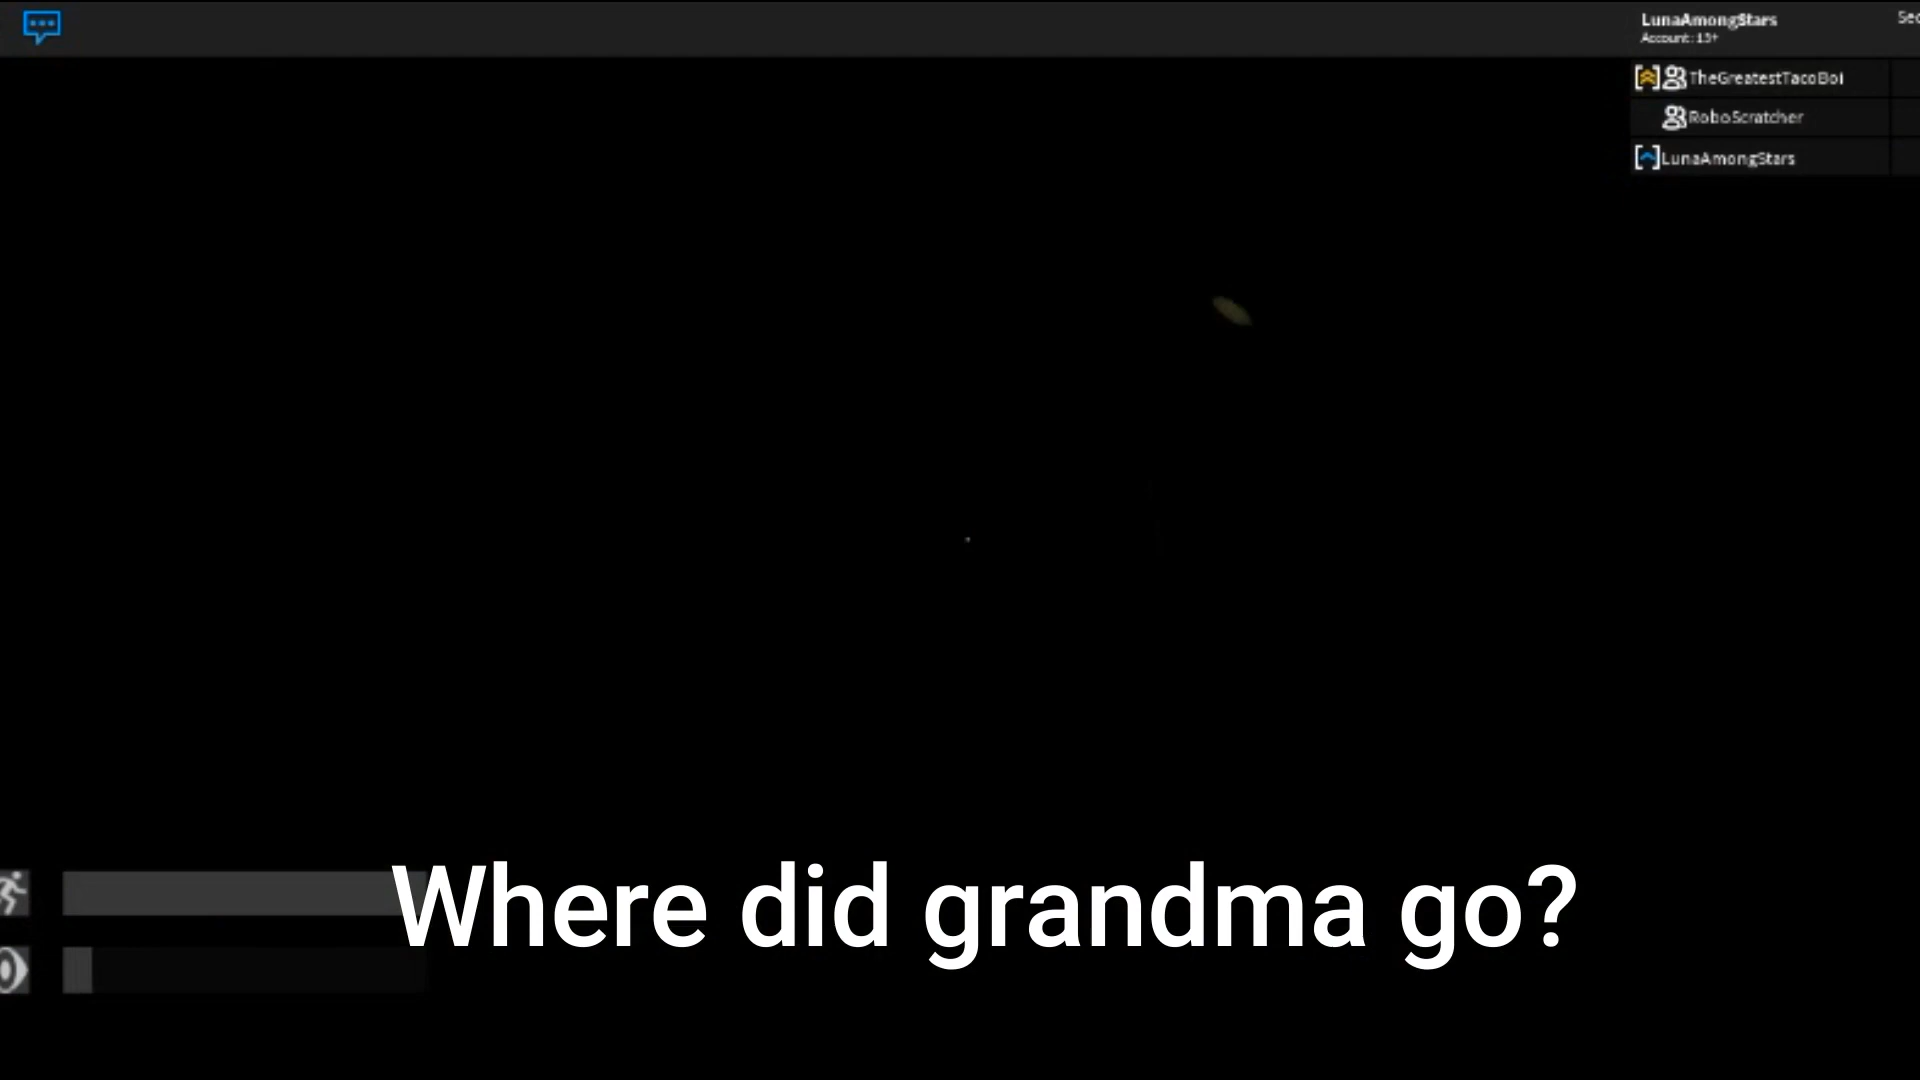 LunaAmongStars
Account: 13+
TheGreatestTacoBoi
RoboScratcher
LunaAmongStars
Where did grandma go?